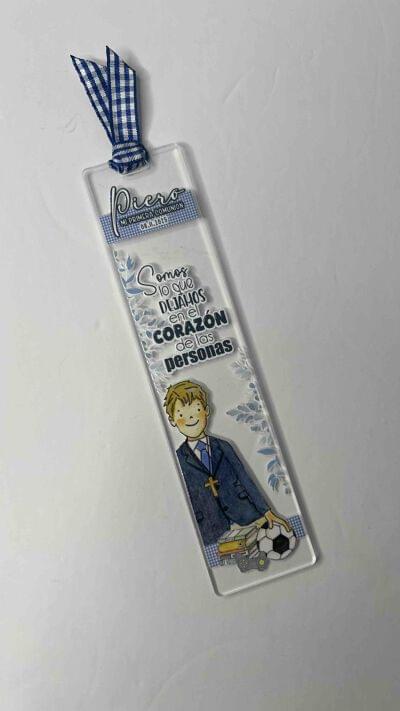 Piero
MI PRIMERA COMUNIÓN
Somos
lo que
DEJAMOS
en el
CORAZÓN
de las
personas